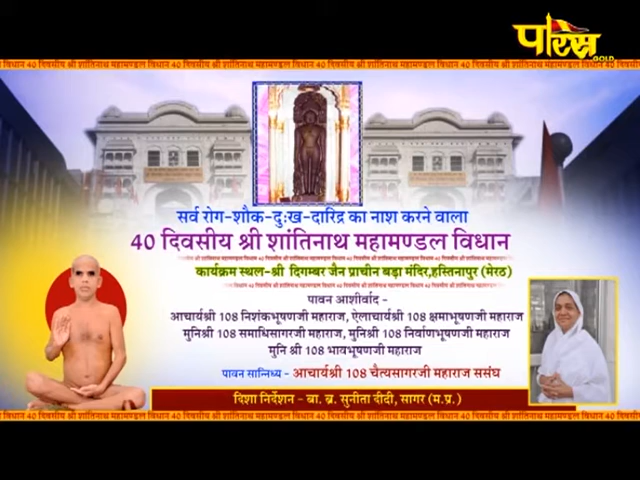 पारस
GOLD
विधान 40 दिवसीय श्री शांतिनाथ महामण्डल विधान 40 दिवसीय श्री शांतिनाथ महामण्डल विधान 40 दिवसीय श्री शांतिनाथ महामण्डल विधान
सर्व रोग-शौक-दुःख-दारिद्र का नाश करने वाला
40 दिवसीय श्री शांतिनाथ महामण्डल विधान
कार्यक्रम स्थल-श्री दिगम्बर जैन प्राचीन बड़ा मंदिर,हस्तिनापुर (मेरठ)
पावन आशीर्वाद -
आचार्यश्री 108 निशंकभूषणजी महाराज, ऐलाचार्यश्री 108 क्षमाभूषणजी महाराज
मुनिश्री 108 समाधिसागरजी महाराज, मुनिश्री 108 निर्वाणभूषणजी महाराज
मुनि श्री 108 भावभूषणजी महाराज
पावन सान्निध्य - आचार्यश्री 108 चैत्यसागरजी महाराज ससंघ
दिशा निर्देशन - बा. ब्र. सुनीता दीदी, सागर (म.प्र.)
विधान 40 दिवसीय श्री शांतिनाथ महामण्डल विधान 40 दिवसीय श्री शांतिनाथ महामण्डल विधान 40 दिवसीय श्री शांतिनाथ महामण्डल विधान